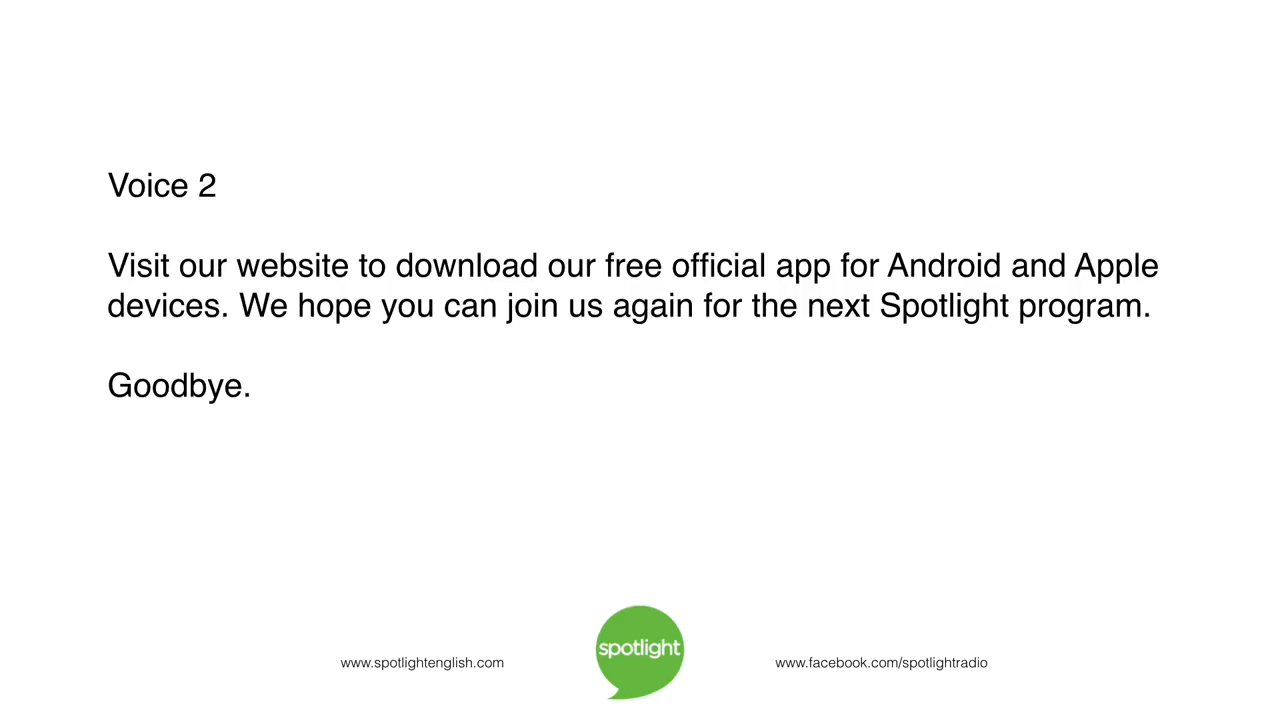 Voice 2
Visit our website to download our free official app for Android and Apple
devices. We hope you can join us again for the next Spotlight program.
Goodbye.
www.spotlightenglish.com
spotlight
www.facebook.com/spotlightradio